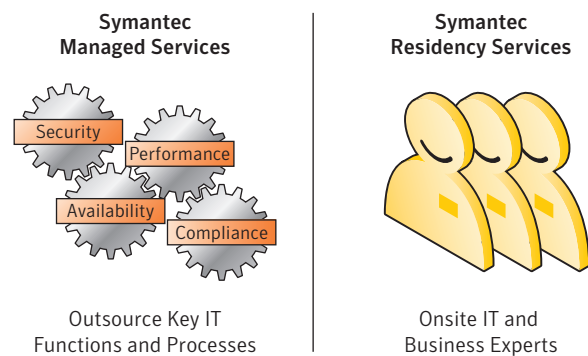 Symantec
Managed Services
Security
Performance
Availability
Compliance
Outsource Key IT
Functions and Processes
Symantec
Residency Services
Onsite IT and
Business Experts